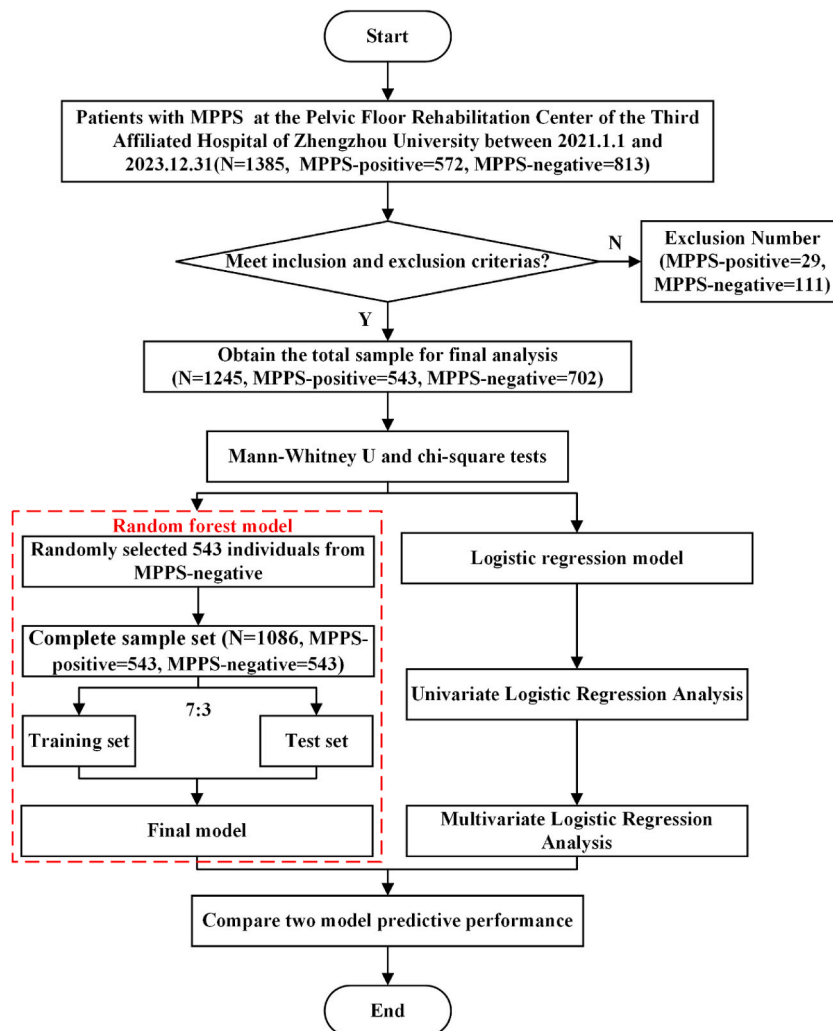 Start
Patients with MPPS at the Pelvic Floor Rehabilitation Center of the Third
Affiliated Hospital of Zhengzhou University between 2021.1.1 and
2023.12.31(N=1385, MPPS-positive=572, MPPS-negative=813)
Meet inclusion and exclusion criterias?
N
Exclusion Number
(MPPS-positive=29,
MPPS-negative=111)
Y
Obtain the total sample for final analysis
(N=1245, MPPS-positive=543, MPPS-negative=702)
Mann-Whitney U and chi-square tests
Random forest model
Randomly selected 543 individuals from
MPPS-negative
Complete sample set (N=1086, MPPS-
positive=543, MPPS-negative=543)
7:3
Training set
Test set
Final model
Logistic regression model
Univariate Logistic Regression Analysis
Multivariate Logistic Regression
Analysis
Compare two model predictive performance
End